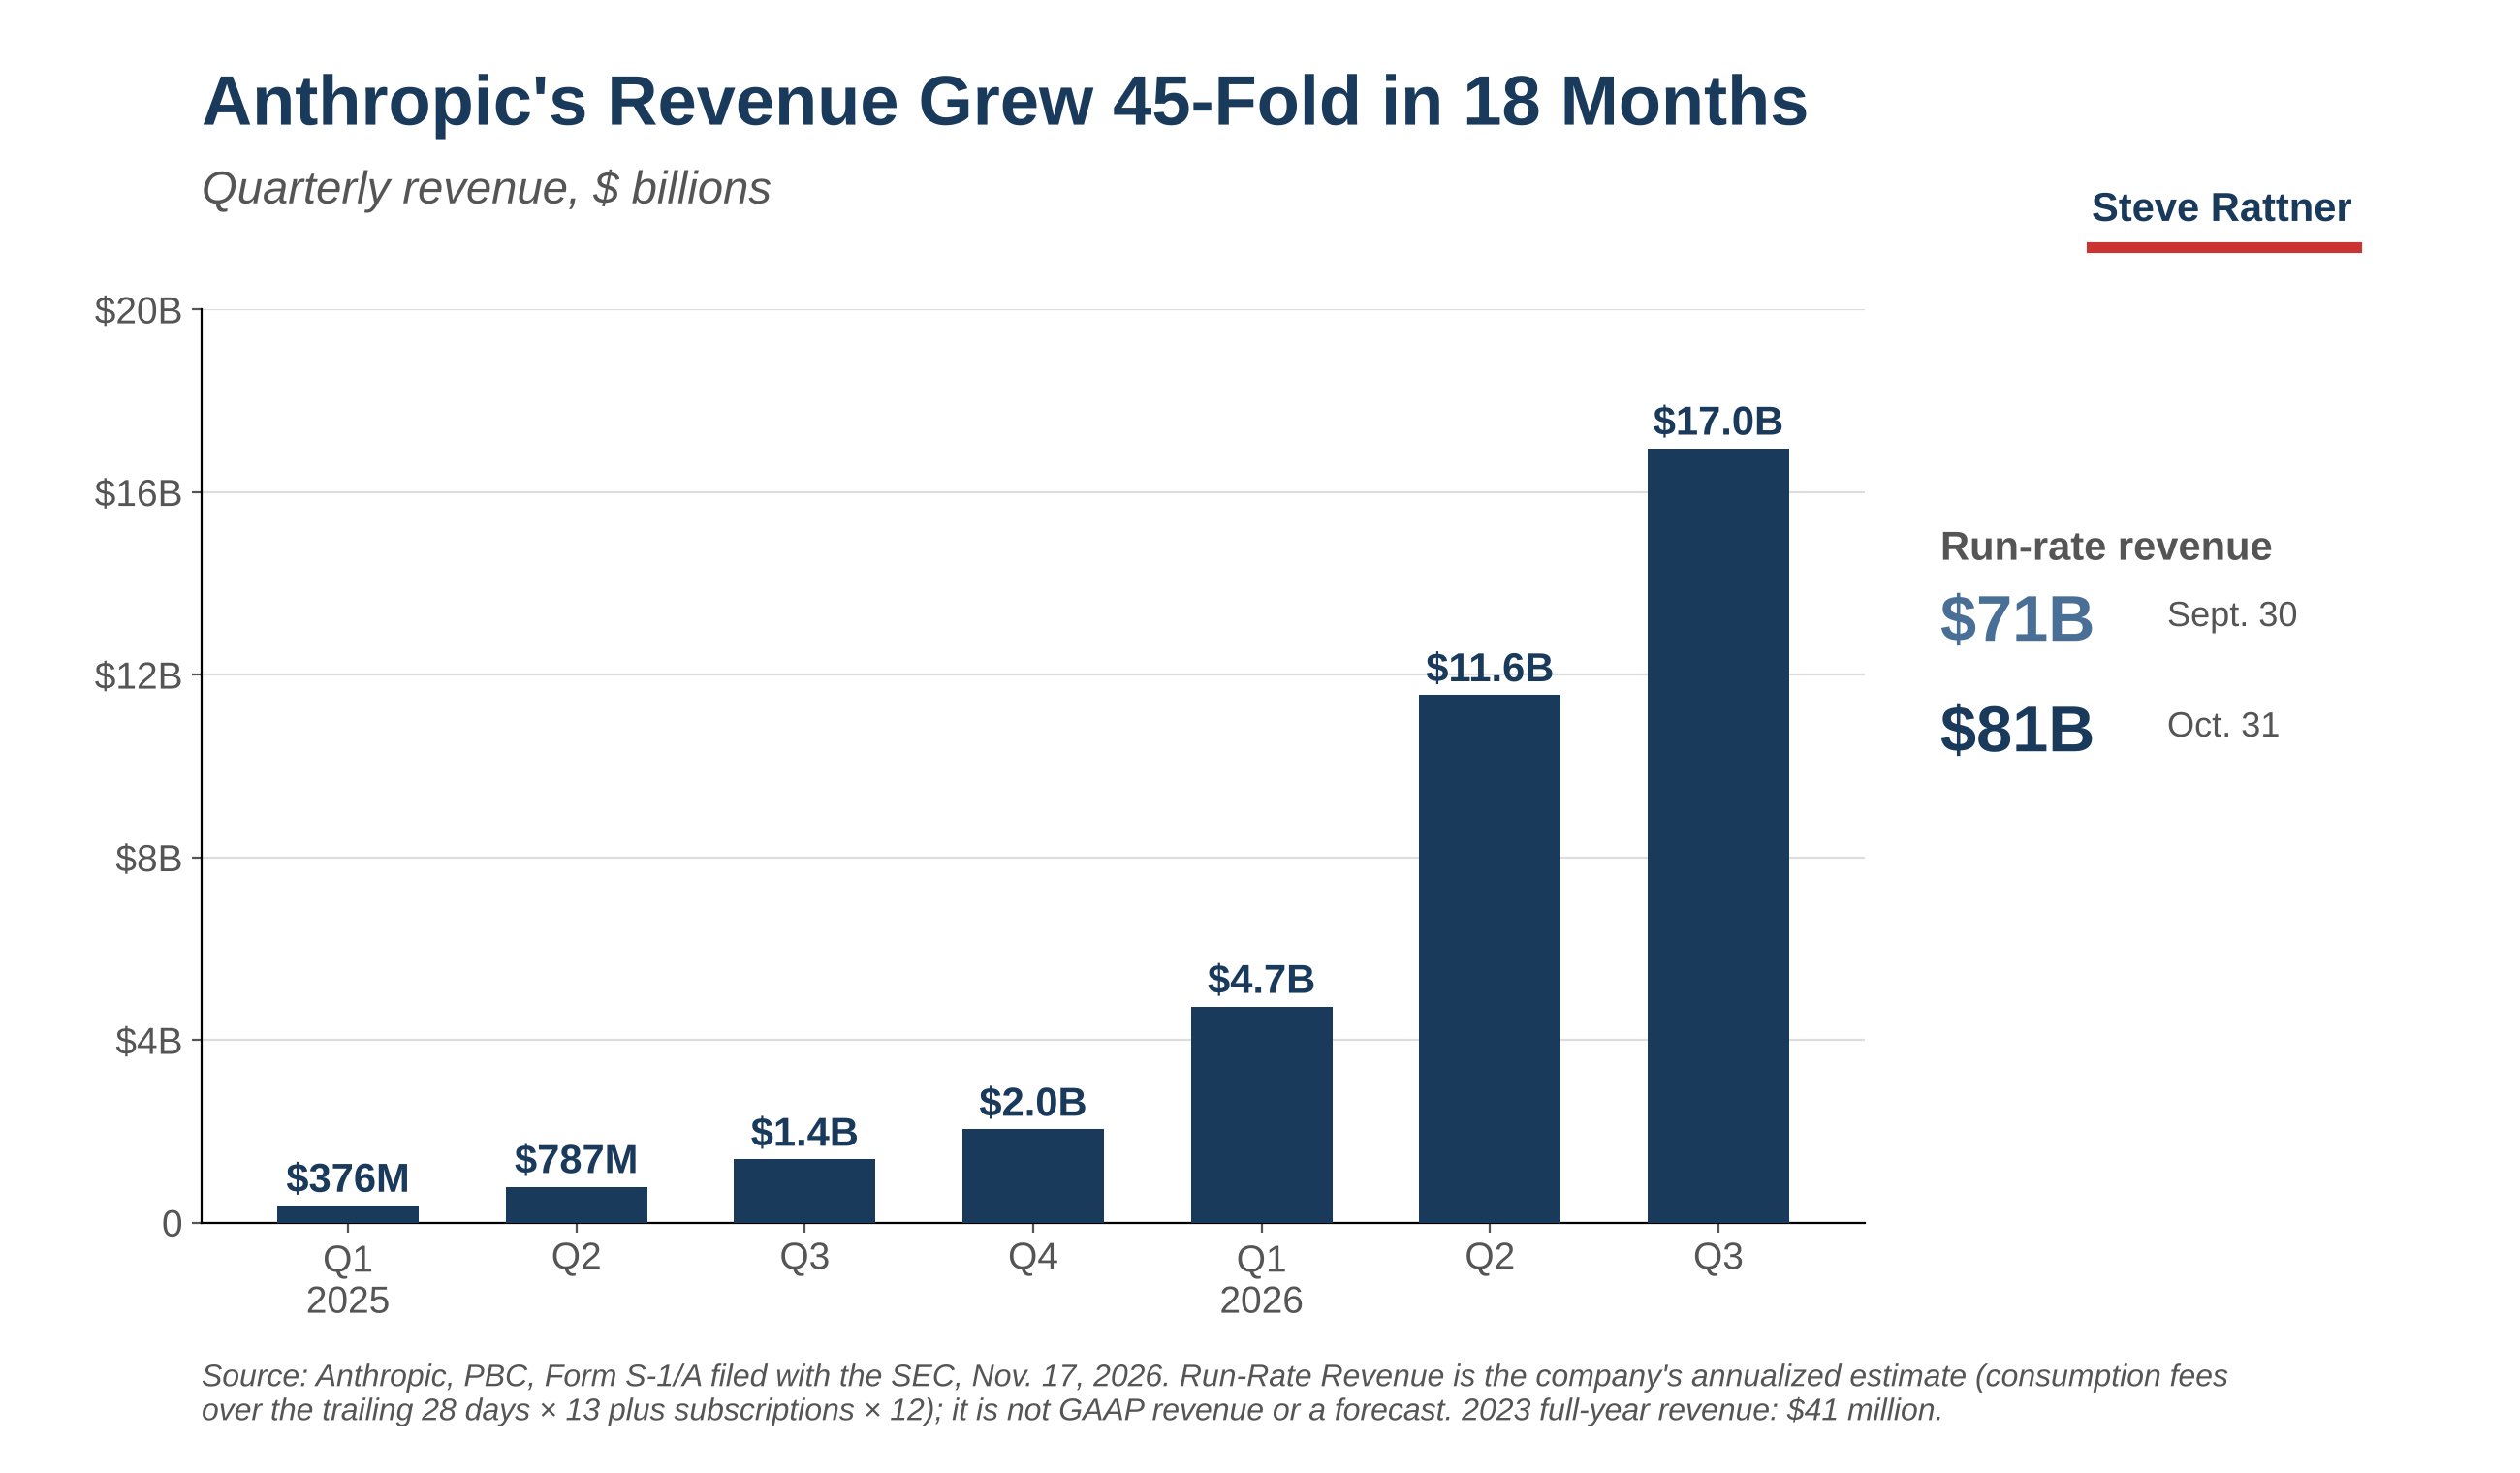 Anthropic's Revenue Grew 45-Fold in 18 Months
Quarterly revenue, $ billions
Steve Rattner
$20B
$16B
$12B
$8B
$4B
0
$376M
$787M
$1.4B
$2.0B
$4.7B
$11.6B
$17.0B
Q1
2025
Q2
Q3
Q4
Q1
2026
Q2
Q3
Run-rate revenue
$71B Sept. 30
$81B Oct. 31
Source: Anthropic, PBC, Form S-1/A filed with the SEC, Nov. 17, 2026. Run-Rate Revenue is the company's annualized estimate (consumption fees
over the trailing 28 days × 13 plus subscriptions × 12); it is not GAAP revenue or a forecast. 2023 full-year revenue: $41 million.